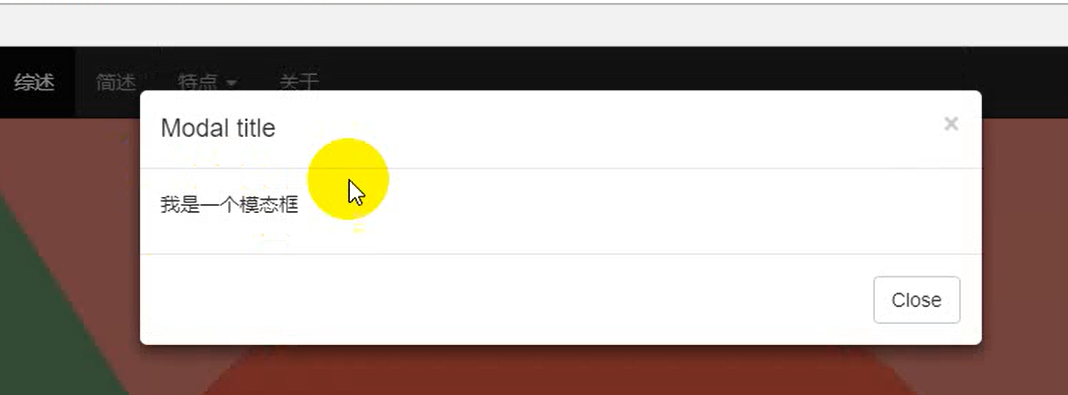 综述 简述 特点 关于
Modal title
×
我是一个模态框
Close